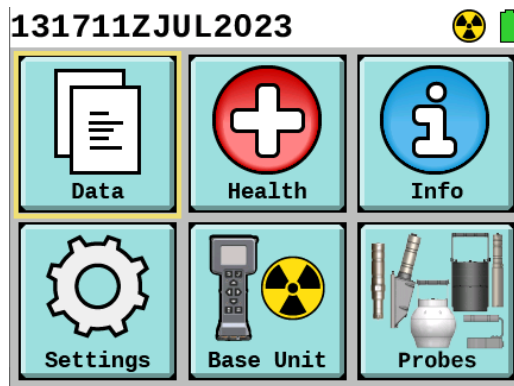 131711ZJUL2023
Data
Health
Info
Settings
Base Unit
Probes